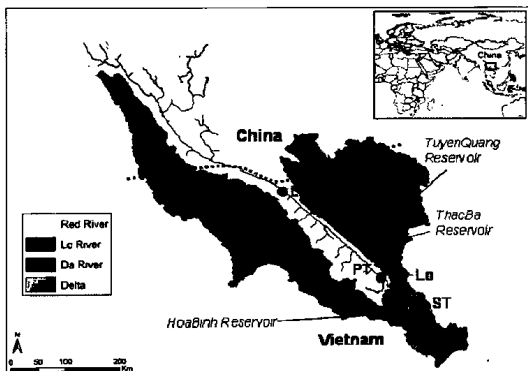 China
China
TuyenQuang
Reservoir
ThacBa
Reservoir
Red River
Lo River
Da River
Delta
PT
Lo
ST
HoaBinh Reservoir
Vietnam
N
0 50 100 200
Km